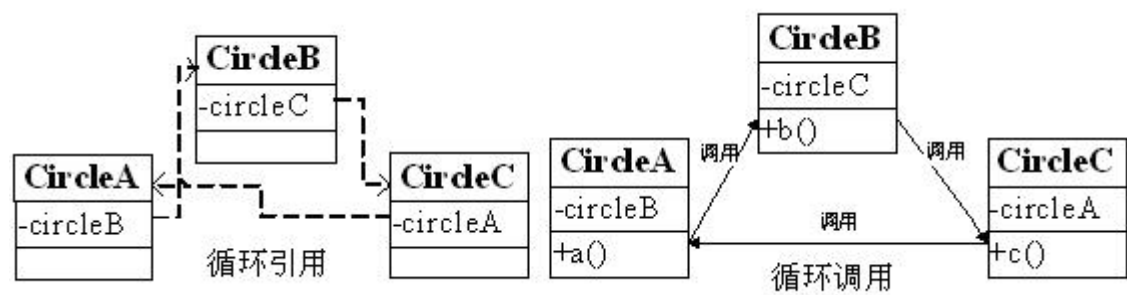 CircleB
-circleC
CircleA
-circleB
CircleC
-circleA
循环引用
CircleB
-circleC
+b()
CircleA
-circleB
+a()
CircleC
-circleA
+c()
调用
调用
调用
循环调用